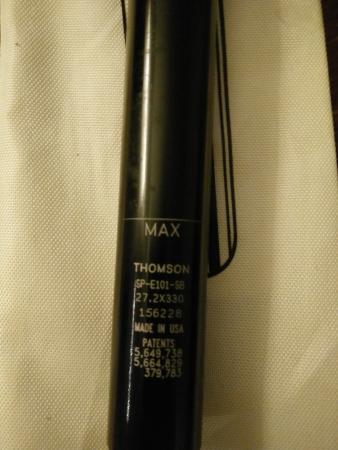 MAX
THOMSON
SP-E101-SB
27.2X330
156228
MADE IN USA
PATENTS
5,649,738
5,664,829
379,783